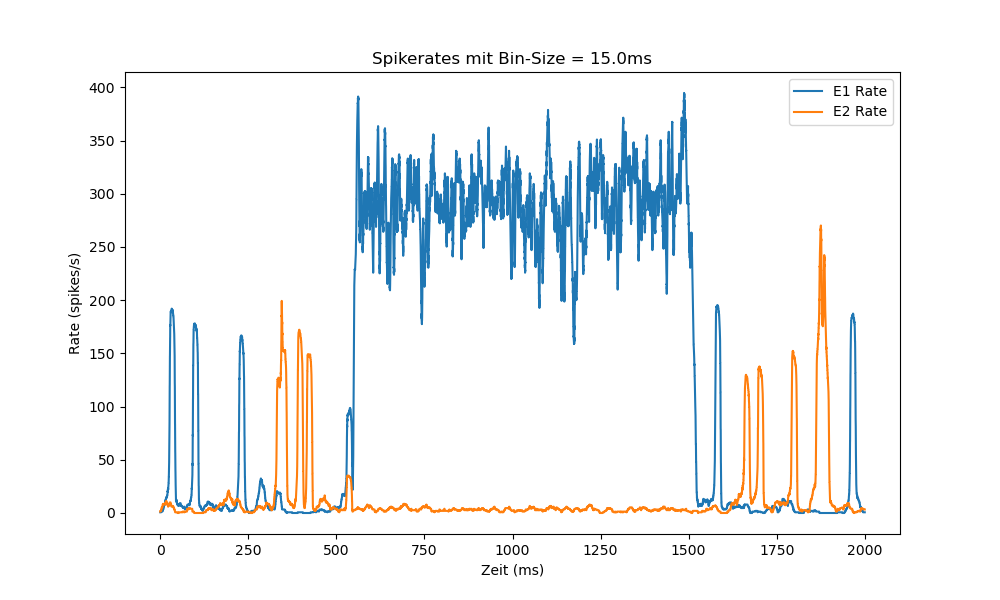 Spikerates mit Bin-Size = 15.0ms
E1 Rate
E2 Rate
Rate (spikes/s)
400
350
300
250
200
150
100
50
0
0 250 500 750 1000 1250 1500 1750 2000
Zeit (ms)